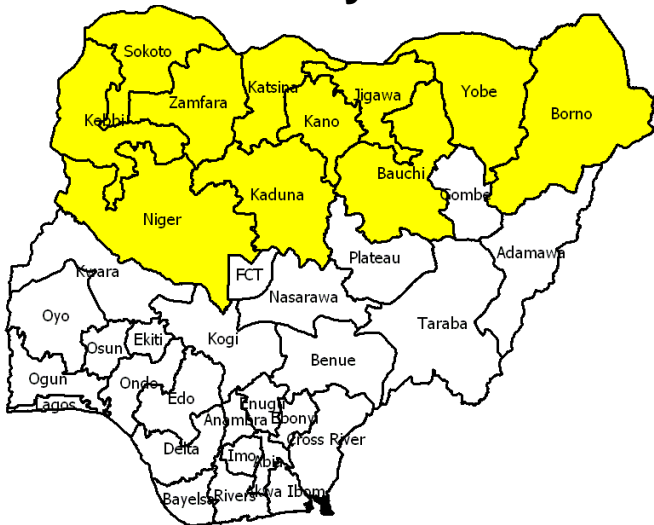 Sokoto
Katsina
Zamfara
Jigawa
Yobe
Kebbi
Kano
Borno
Bauchi
Kaduna
Gombe
Niger
Adamawa
Plateau
Kwara
FCT
Nasarawa
Oyo
Taraba
Kogi
Ekiti
Osun
Benue
Ogun
Ondo
Edo
Lagos
Enugu
Anambra
Ebonyi
Cross River
Delta
Imo
Abia
Bayelsa
Rivers
Akwa Ibom